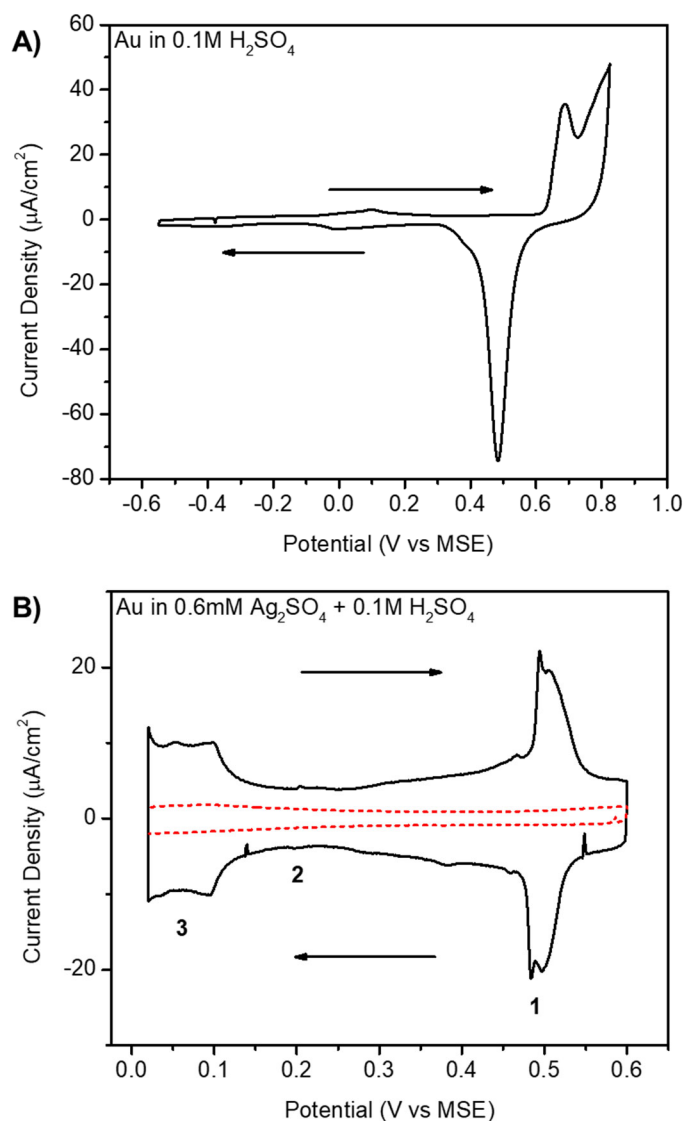 A)
Au in 0.1M H₂SO₄
60
40
20
0
-20
-40
-60
-80
Current Density (µA/cm²)
-0.6 -0.4 -0.2 0.0 0.2 0.4 0.6 0.8 1.0
Potential (V vs MSE)
B)
Au in 0.6mM Ag₂SO₄ + 0.1M H₂SO₄
20
0
-20
Current Density (µA/cm²)
3
2
1
0.0 0.1 0.2 0.3 0.4 0.5 0.6
Potential (V vs MSE)